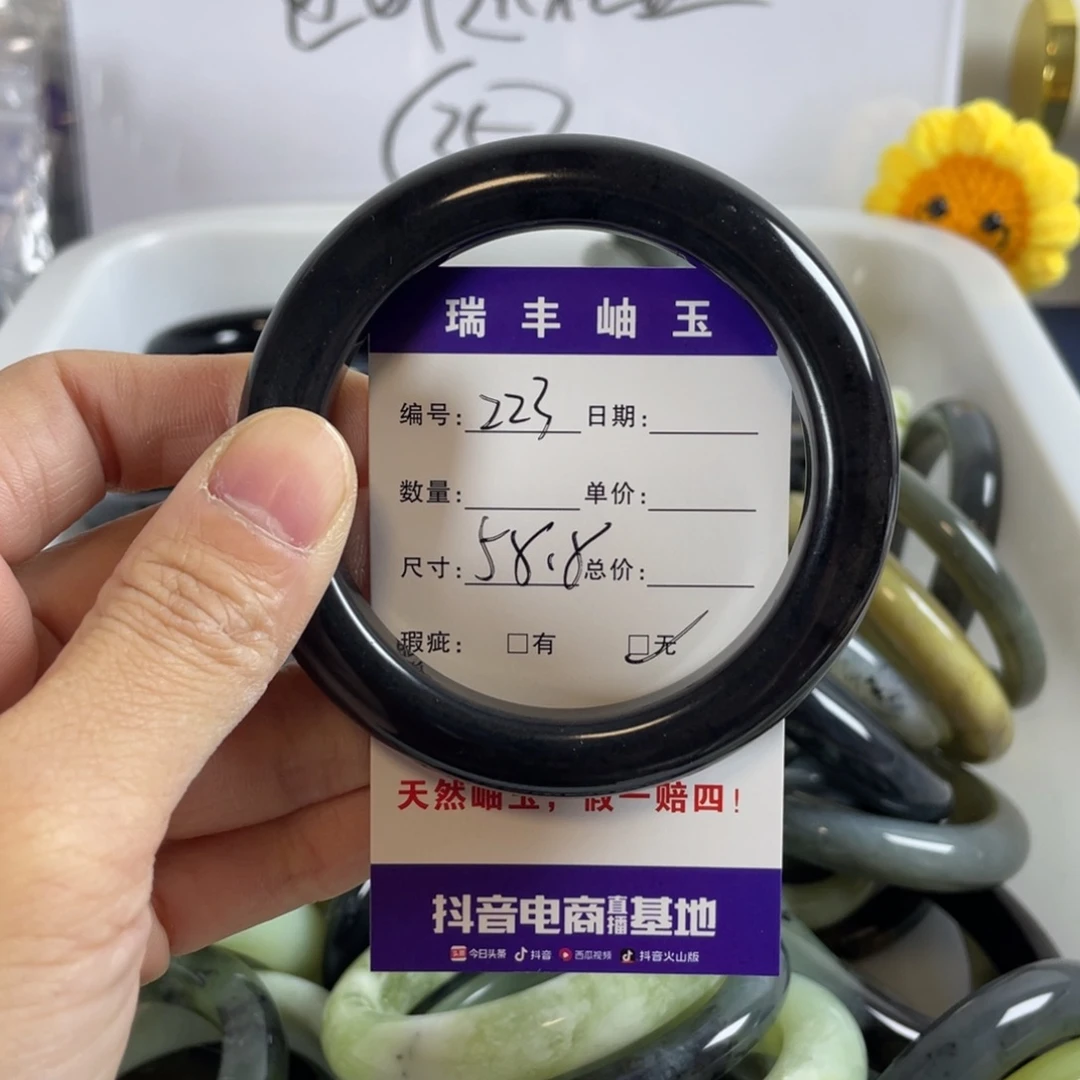 瑞丰岫玉
编号: 223 日期:
数量: 单价:
尺寸: 58.8 总价:
瑕疵: □有 □无
天然岫玉，假一赔四！
抖音电商直播基地
今日头条 抖音 西瓜视频 抖音火山版